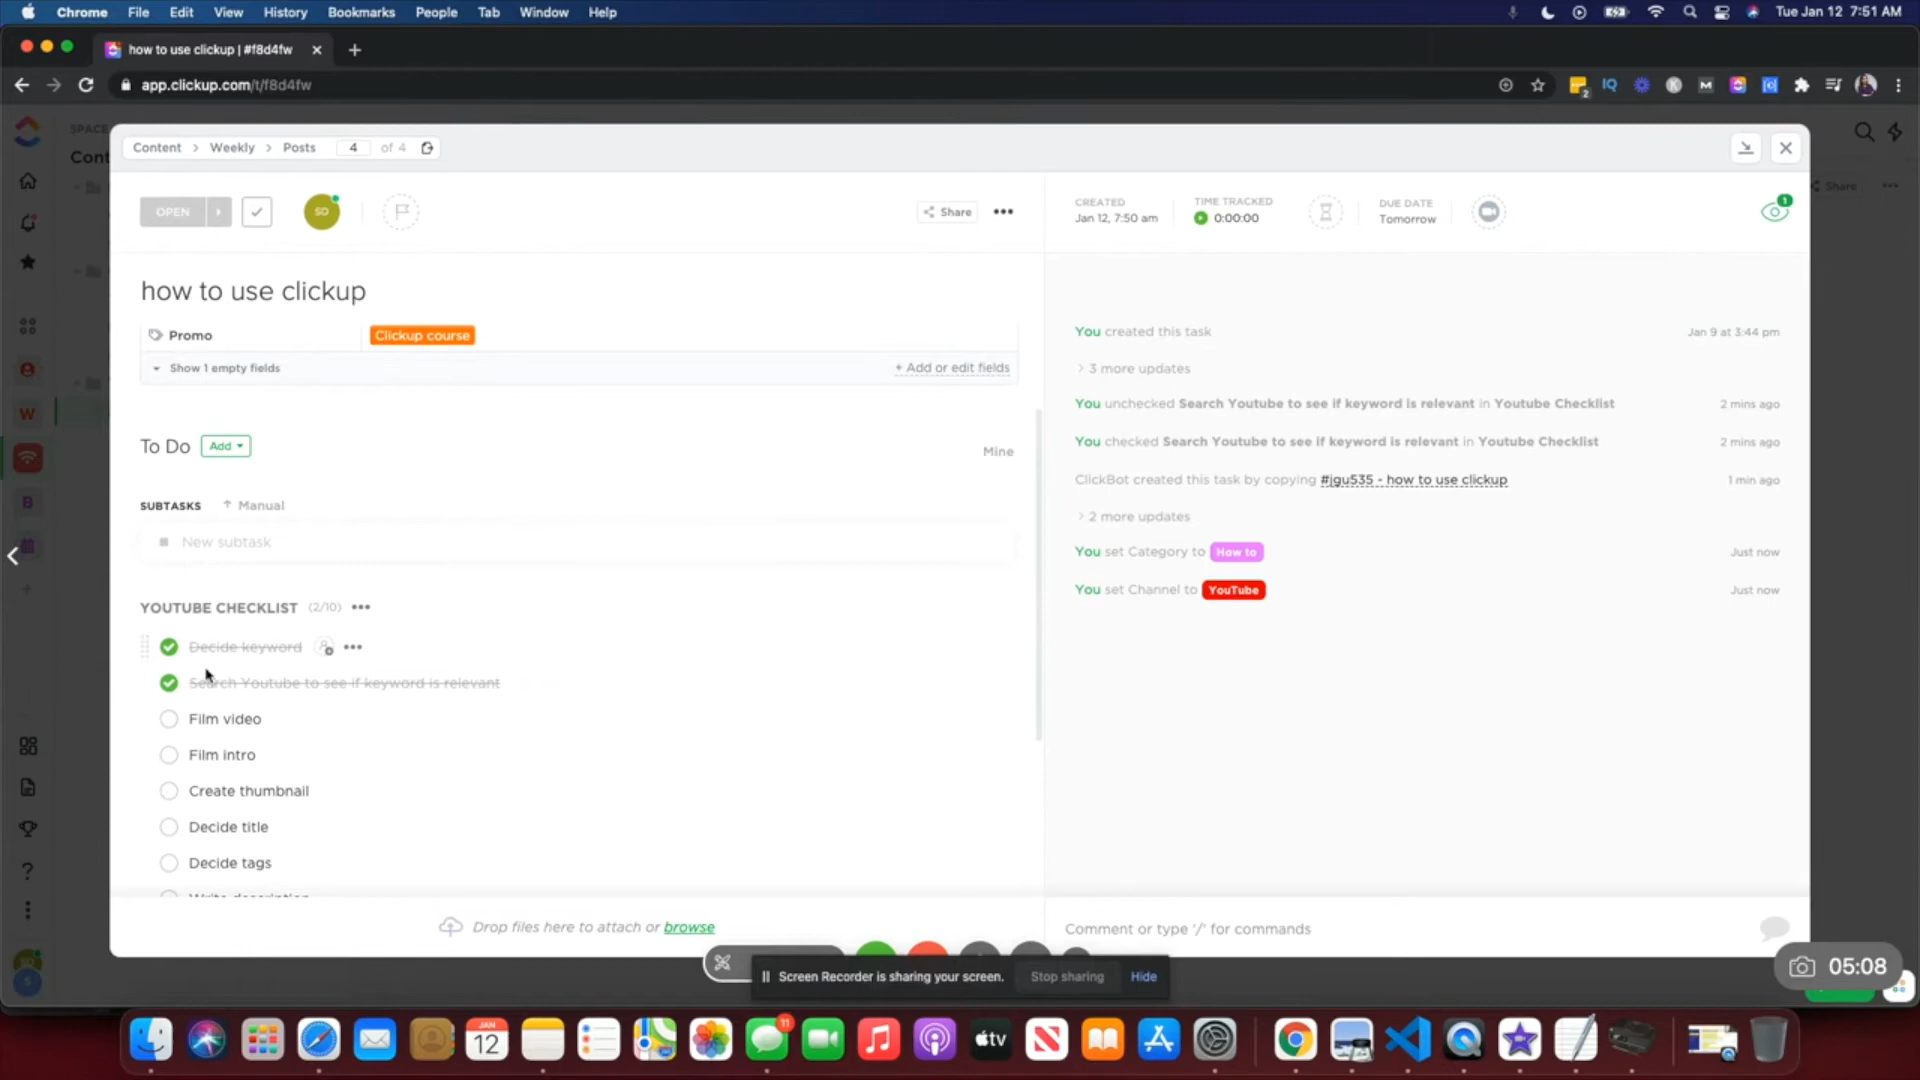 Chrome File Edit View History Bookmarks People Tab Window Help Tue Jan 12 7:51 AM
how to use clickup | #f8d4fw
app.clickup.com/t/f8d4fw
SPACE
Cont
Share
Content > Weekly > Posts 4 of 4
OPEN
SD
Share
CREATED
Jan 12, 7:50 am
TIME TRACKED
0:00:00
DUE DATE
Tomorrow
1
how to use clickup
Promo Clickup course
Show 1 empty fields + Add or edit fields
To Do Add Mine
SUBTASKS Manual
New subtask
YOUTUBE CHECKLIST (2/10)
Decide keyword
Search Youtube to see if keyword is relevant
Film video
Film intro
Create thumbnail
Decide title
Decide tags
Write description
Drop files here to attach or browse
You created this task Jan 9 at 3:44 pm
> 3 more updates
You unchecked Search Youtube to see if keyword is relevant in Youtube Checklist 2 mins ago
You checked Search Youtube to see if keyword is relevant in Youtube Checklist 2 mins ago
ClickBot created this task by copying #jgu535 - how to use clickup 1 min ago
> 2 more updates
You set Category to How to Just now
You set Channel to YouTube Just now
Comment or type '/' for commands
Screen Recorder is sharing your screen. Stop sharing Hide
05:08
W
B
S
JAN
12
11
tv